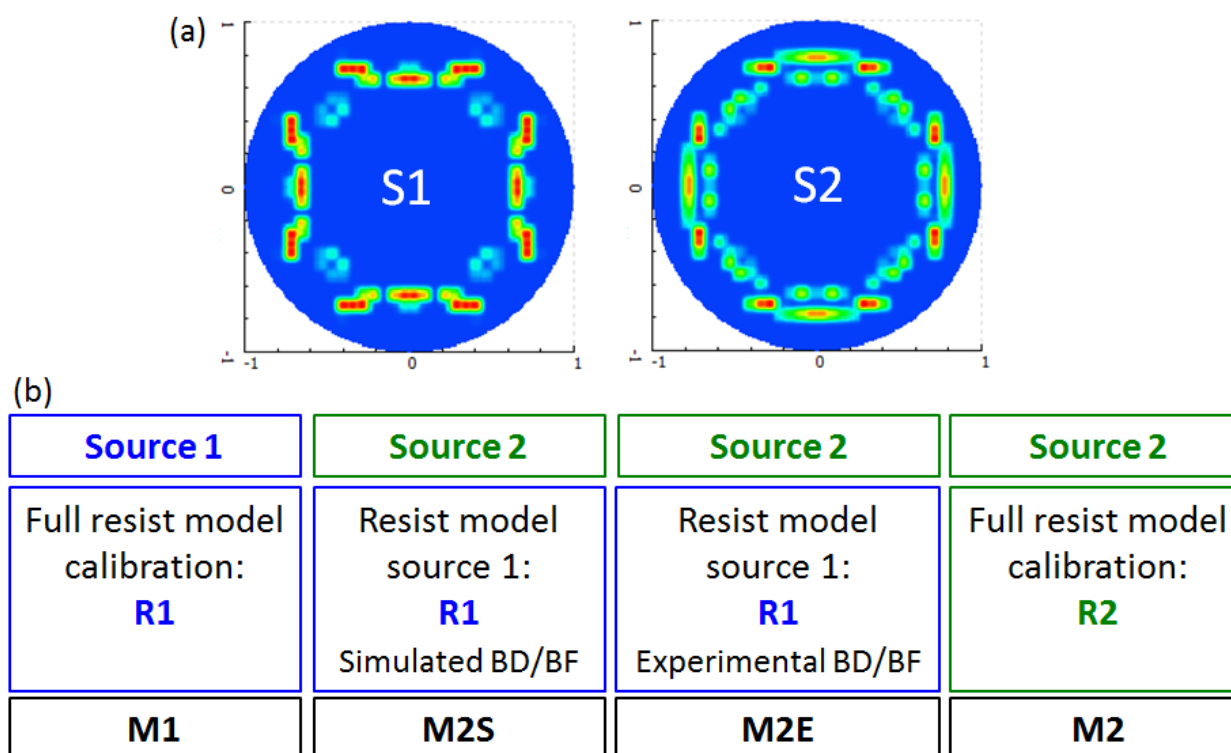 (a)
1
0
-1
-1
0
1
S1
1
0
-1
-1
0
1
S2
(b)
Source 1
Source 2
Source 2
Source 2
Full resist model
calibration:
R1
Resist model
source 1:
R1
Simulated BD/BF
Resist model
source 1:
R1
Experimental BD/BF
Full resist model
calibration:
R2
M1
M2S
M2E
M2